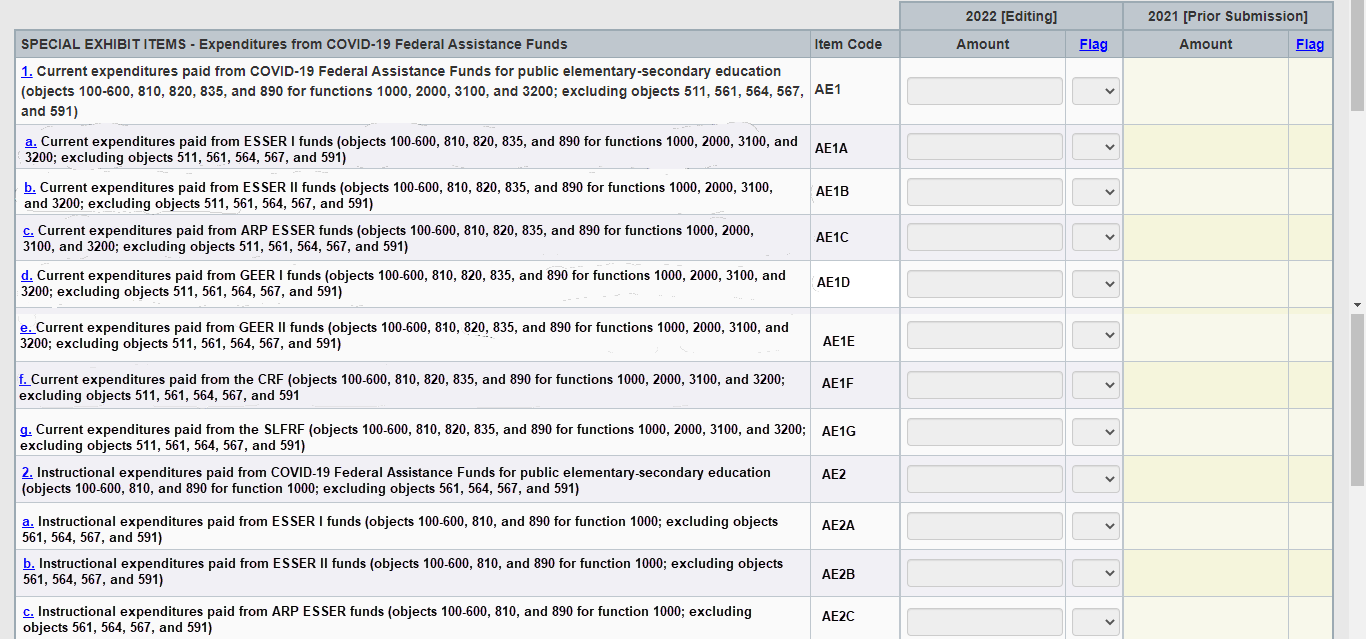 2022 [Editing] 2021 [Prior Submission]
SPECIAL EXHIBIT ITEMS - Expenditures from COVID-19 Federal Assistance Funds Item Code Amount Flag Amount Flag
1. Current expenditures paid from COVID-19 Federal Assistance Funds for public elementary-secondary education
(objects 100-600, 810, 820, 835, and 890 for functions 1000, 2000, 3100, and 3200; excluding objects 511, 561, 564, 567,
and 591)
AE1
a. Current expenditures paid from ESSER I funds (objects 100-600, 810, 820, 835, and 890 for functions 1000, 2000, 3100, and
3200; excluding objects 511, 561, 564, 567, and 591)
AE1A
b. Current expenditures paid from ESSER II funds (objects 100-600, 810, 820, 835, and 890 for functions 1000, 2000, 3100,
and 3200; excluding objects 511, 561, 564, 567, and 591)
AE1B
c. Current expenditures paid from ARP ESSER funds (objects 100-600, 810, 820, 835, and 890 for functions 1000, 2000,
3100, and 3200; excluding objects 511, 561, 564, 567, and 591)
AE1C
d. Current expenditures paid from GEER I funds (objects 100-600, 810, 820, 835, and 890 for functions 1000, 2000, 3100, and
3200; excluding objects 511, 561, 564, 567, and 591)
AE1D
e. Current expenditures paid from GEER II funds (objects 100-600, 810, 820, 835, and 890 for functions 1000, 2000, 3100, and
3200; excluding objects 511, 561, 564, 567, and 591)
AE1E
f. Current expenditures paid from the CRF (objects 100-600, 810, 820, 835, and 890 for functions 1000, 2000, 3100, and 3200;
excluding objects 511, 561, 564, 567, and 591
AE1F
g. Current expenditures paid from the SLFRF (objects 100-600, 810, 820, 835, and 890 for functions 1000, 2000, 3100, and 3200;
excluding objects 511, 561, 564, 567, and 591)
AE1G
2. Instructional expenditures paid from COVID-19 Federal Assistance Funds for public elementary-secondary education
(objects 100-600, 810, and 890 for function 1000; excluding objects 561, 564, 567, and 591)
AE2
a. Instructional expenditures paid from ESSER I funds (objects 100-600, 810, and 890 for function 1000; excluding objects
561, 564, 567, and 591)
AE2A
b. Instructional expenditures paid from ESSER II funds (objects 100-600, 810, and 890 for function 1000; excluding objects
561, 564, 567, and 591)
AE2B
c. Instructional expenditures paid from ARP ESSER funds (objects 100-600, 810, and 890 for function 1000; excluding
objects 561, 564, 567, and 591)
AE2C